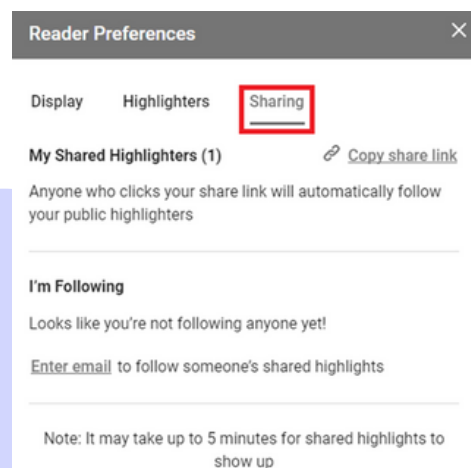 Reader Preferences
Display Highlighters Sharing
My Shared Highlighters (1) Copy share link
Anyone who clicks your share link will automatically follow
your public highlighters
I'm Following
Looks like you're not following anyone yet!
Enter email to follow someone's shared highlights
Note: It may take up to 5 minutes for shared highlights to
show up